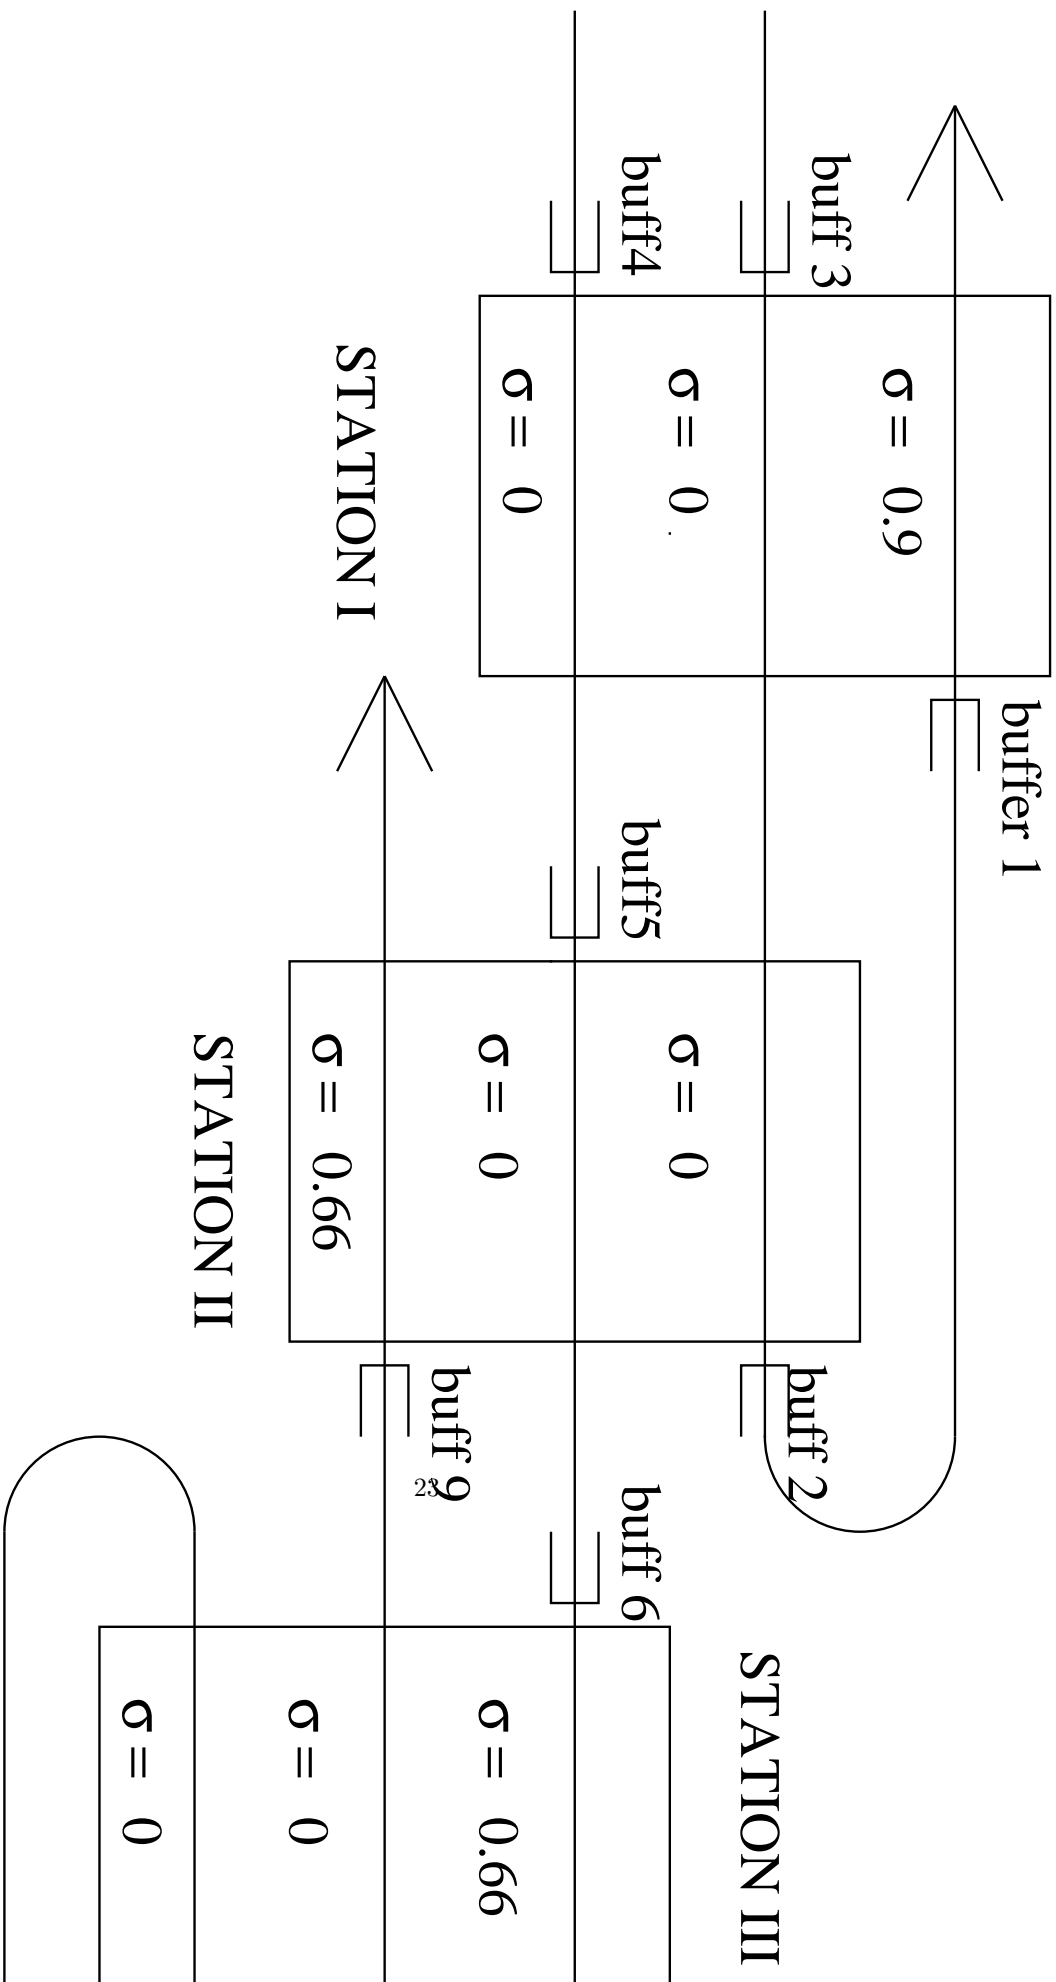 buffer 1
buff 3
buff4
σ = 0.9
σ = 0.
σ = 0
STATION I
buff5
buff 2
σ = 0
σ = 0
σ = 0.66
buff 9
STATION II
23
buff 6
STATION III
σ = 0.66
σ = 0
σ = 0